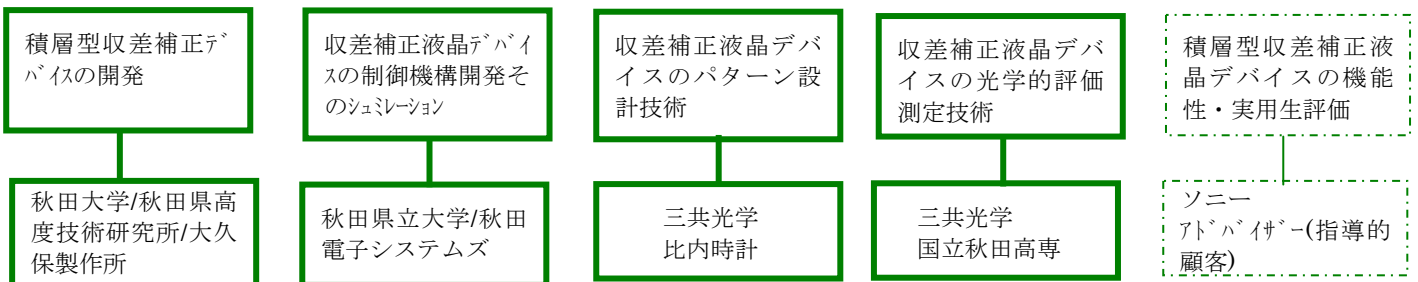 積層型収差補正ﾃﾞ
ﾊﾞｲｽの開発
収差補正液晶ﾃﾞﾊﾞｲ
ｽの制御機構開発そ
のｼｭﾐﾚｰｼｮﾝ
収差補正液晶デバ
イスのパターン設
計技術
収差補正液晶デバ
イスの光学的評価
測定技術
積層型収差補正液
晶デバイスの機能
性・実用生評価
秋田大学/秋田県高
度技術研究所/大久
保製作所
秋田県立大学/秋田
電子システムズ
三共光学
比内時計
三共光学
国立秋田高専
ソニー
ｱﾄﾞﾊﾞｲｻﾞｰ(指導的
顧客)